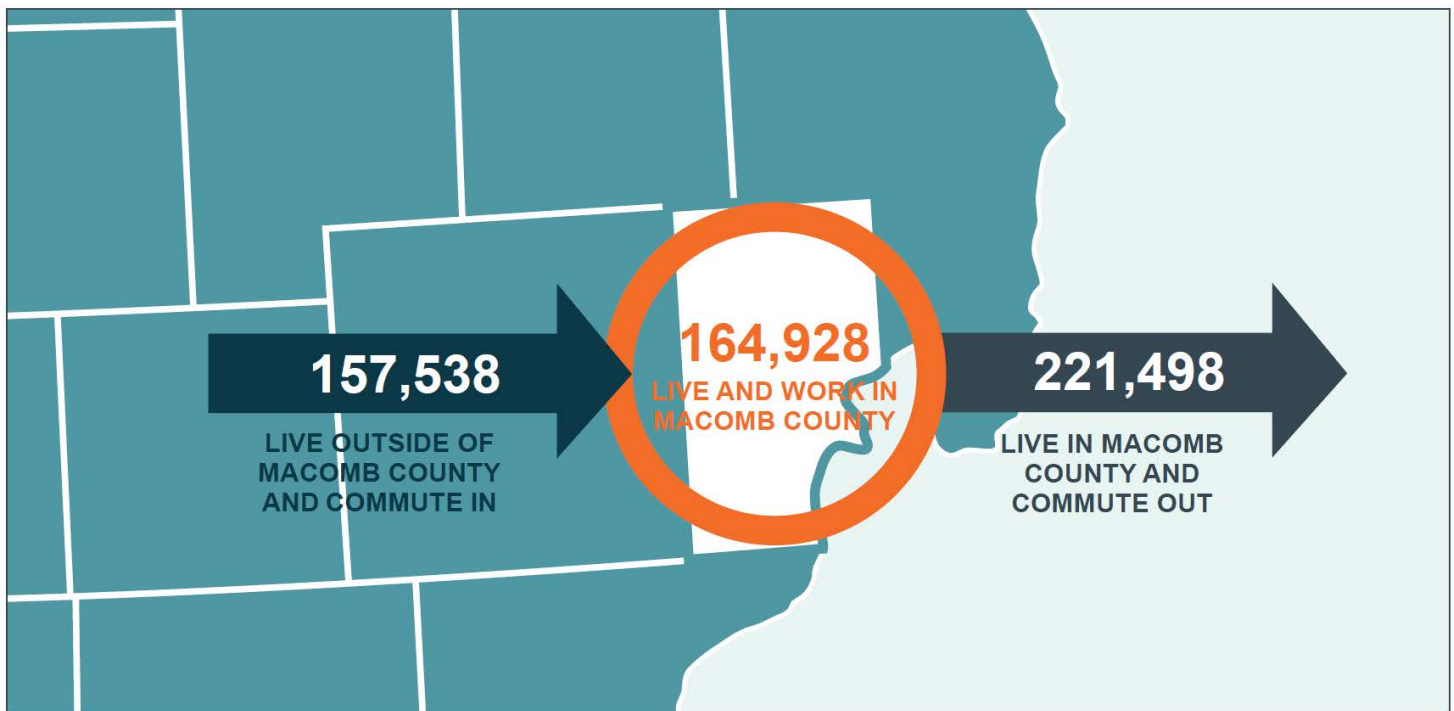 157,538
LIVE OUTSIDE OF
MACOMB COUNTY
AND COMMUTE IN
164,928
LIVE AND WORK IN
MACOMB COUNTY
221,498
LIVE IN MACOMB
COUNTY AND
COMMUTE OUT